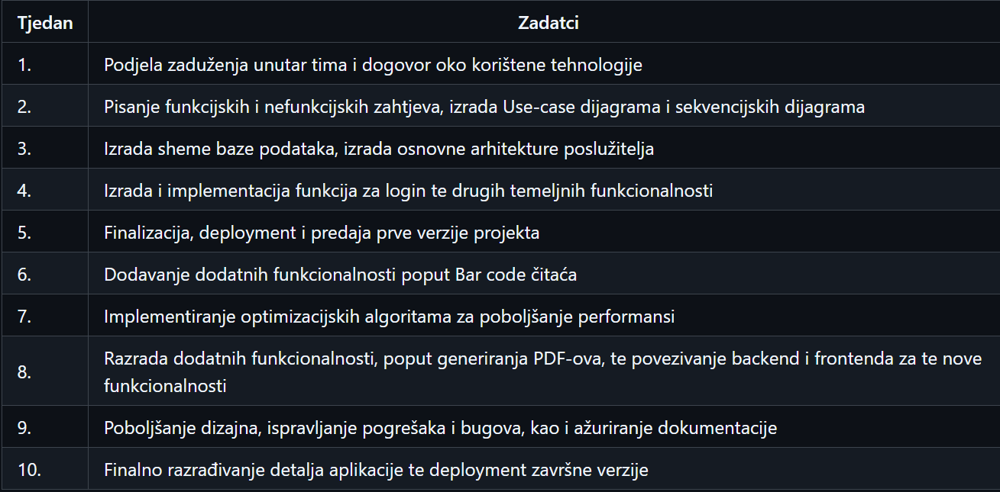 Tjedan Zadatci
1. Podjela zaduženja unutar tima i dogovor oko korištene tehnologije
2. Pisanje funkcijskih i nefunkcijskih zahtjeva, izrada Use-case dijagrama i sekvencijskih dijagrama
3. Izrada sheme baze podataka, izrada osnovne arhitekture poslužitelja
4. Izrada i implementacija funkcija za login te drugih temeljnih funkcionalnosti
5. Finalizacija, deployment i predaja prve verzije projekta
6. Dodavanje dodatnih funkcionalnosti poput Bar code čitaća
7. Implementiranje optimizacijskih algoritama za poboljšanje performansi
8. Razrada dodatnih funkcionalnosti, poput generiranja PDF-ova, te povezivanje backend i frontenda za te nove
funkcionalnosti
9. Poboljšanje dizajna, ispravljanje pogrešaka i bugova, kao i ažuriranje dokumentacije
10. Finalno razrađivanje detalja aplikacije te deployment završne verzije